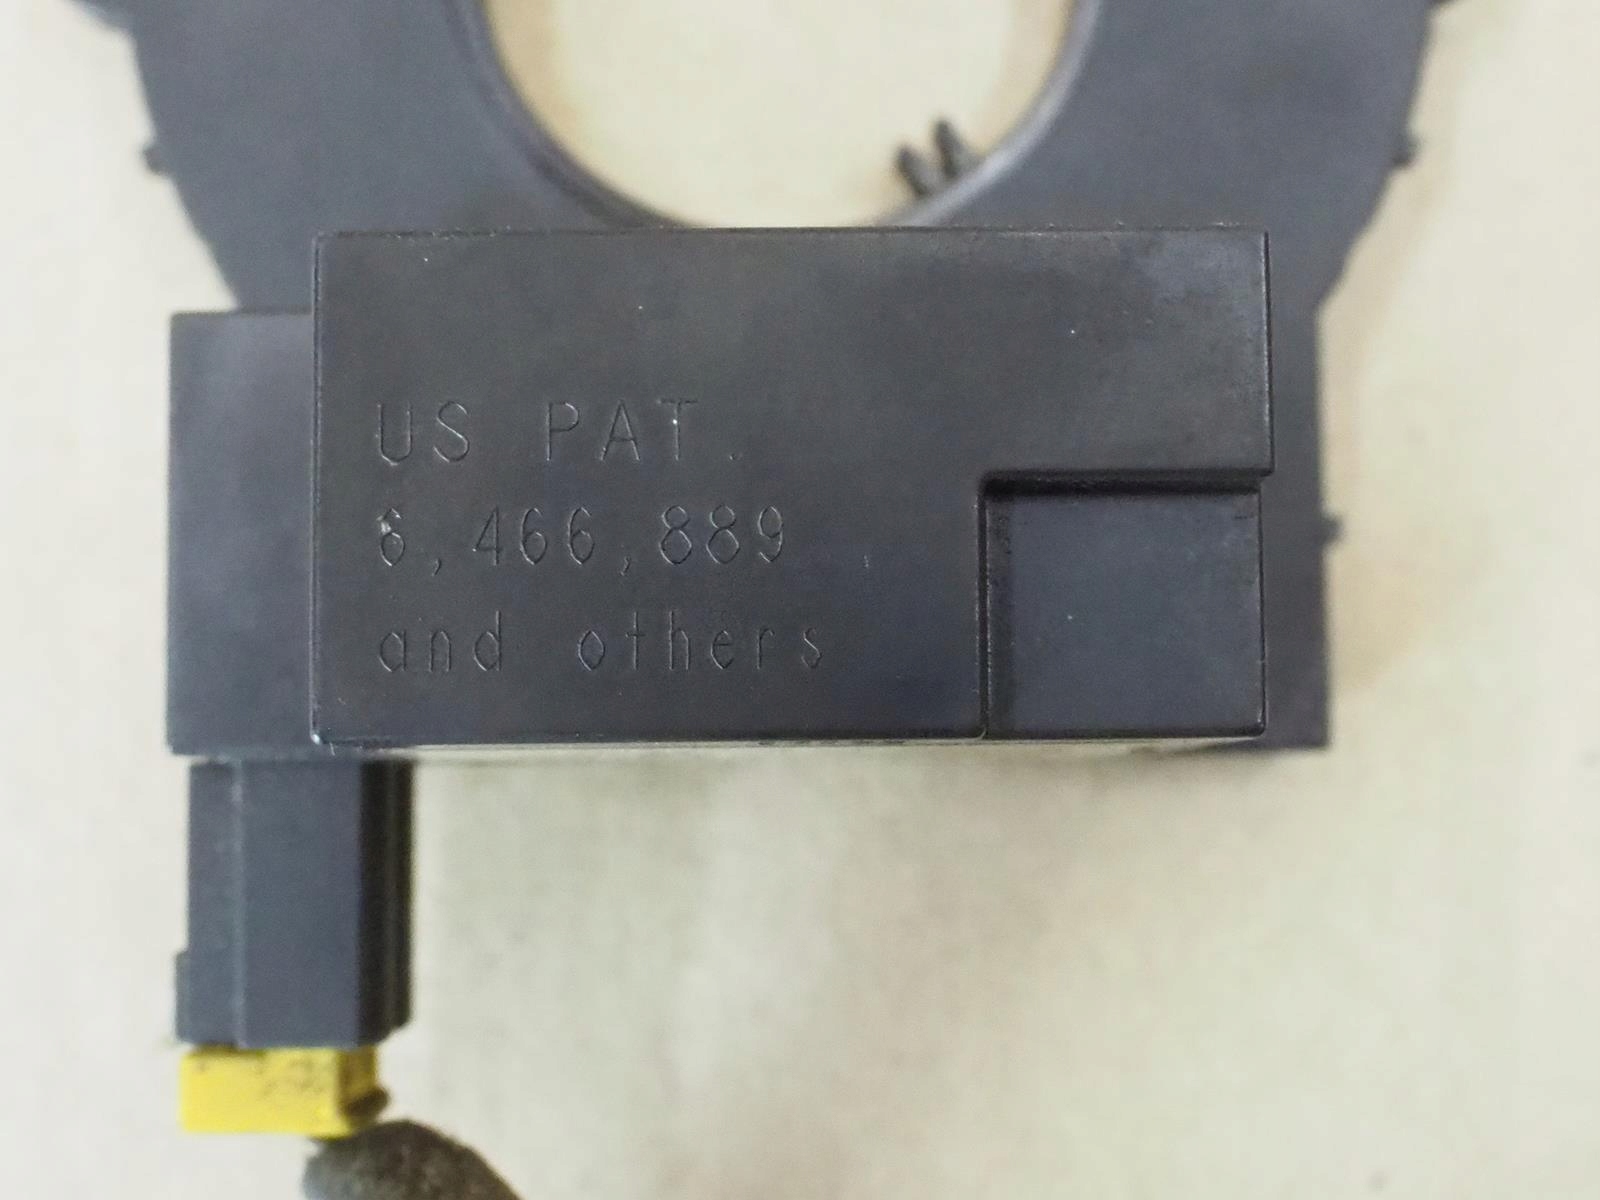 US PAT.
6,466,889
and others